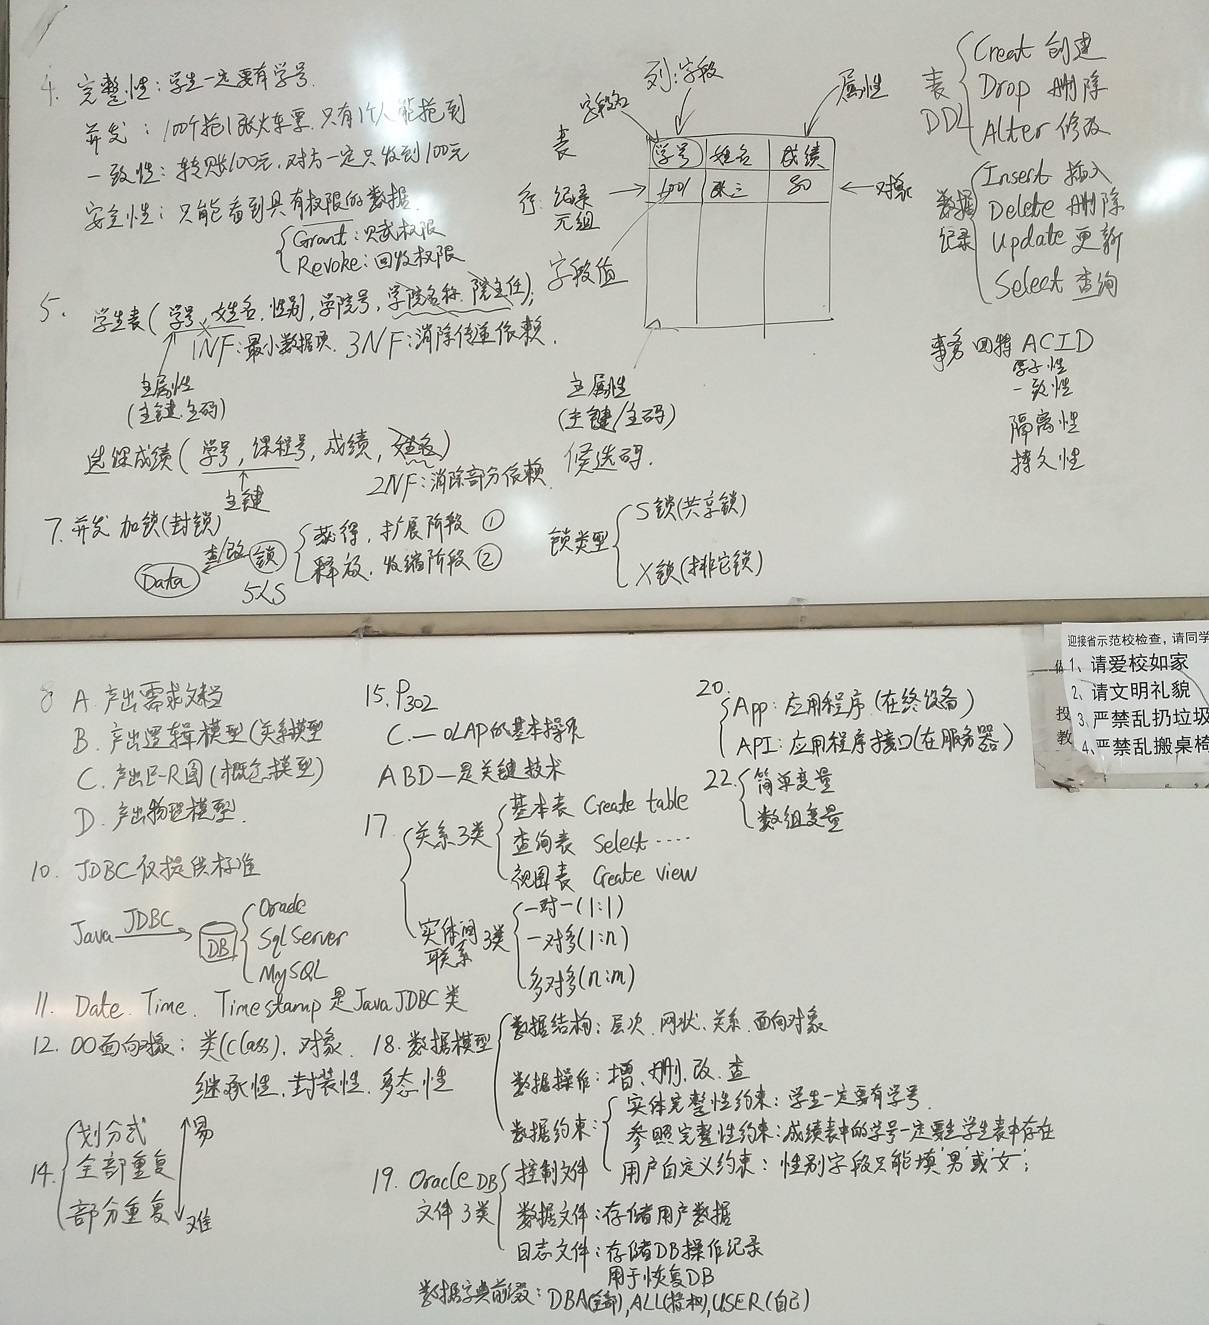 4. 完整性：学生一定要有学号.
并发：100个抢1张火车票.只有1个人能抢到
一致性：转账100元,对方一定只收到100元
安全性：只能看到具有权限的数据.
Grant：赋予权限
Revoke：回收权限
5. 学生表(学号,姓名,性别,学院号,学院名称,院主任);
1NF:最小数据项. 3NF:消除传递依赖.
主属性
(主键.主码)
选课成绩(学号,课程号,成绩,姓名)
主键
2NF:消除部分依赖
7. 并发 加锁(封锁)
查/改 锁
Data
SLS
获得, 扩展阶段 ①
释放, 收缩阶段 ②
锁类型
S锁(共享锁)
X锁(排它锁)
列:字段
字段名
属性
表
学号 姓名 成绩
1001 张三 80
行:纪录
元组
对象
字段值
主属性
(主键/主码)
候选码.
表
DDL
Creat 创建
Drop 删除
Alter 修改
数据
纪录
Insert 插入
Delete 删除
Update 更新
Select 查询
事务 四特 ACID
原子性
一致性
隔离性
持久性
8 A. 产出需求文档
B. 产出逻辑模型(关系模型
C. 产出E-R图(概念模型)
D. 产出物理模型.
10. JDBC仅提供标准
Java JDBC DB
Oracle
SqlServer
MySQL
11. Date. Time. Timestamp是Java JDBC类
12. OO面向对象：类(class). 对象.
继承性.封装性.多态性
14.
划分式
全部重复
部分重复
易
难
15. P302
C.—OLAP的基本操作
ABD—是关键技术
17.
关系3类
基本表 Create table
查询表 Select ....
视图表 Create view
实体间
联系 3类
一对一(1:1)
一对多(1:n)
多对多(n:m)
18. 数据模型
数据结构：层次.网状.关系.面向对象
数据操作：增、删、改、查
数据约束:
实体完整性约束：学生一定要有学号.
参照完整性约束:成绩表中的学号一定要在学生表中存在
用户自定义约束：性别字段只能填'男'或'女';
19. Oracle DB
文件3类
控制文件
数据文件:存储用户数据
日志文件:存储DB操作纪录
用于恢复DB
数据字典前缀：DBA(全部),ALL(授权),USER(自己)
20.
App：应用程序(在终设备)
API：应用程序接口(在服务器)
22.
简单变量
数组变量
迎接省示范校检查，请同学
1、请爱校如家
2、请文明礼貌
3、严禁乱扔垃圾
4、严禁乱搬桌椅
投
教